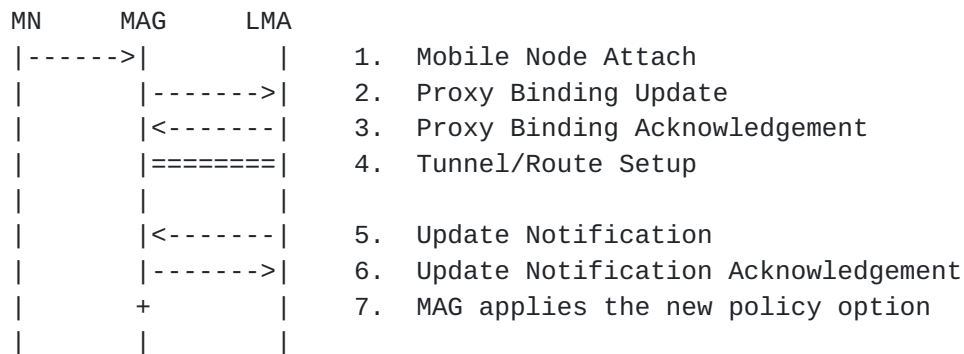 MN      MAG      LMA
|------>|        |    1.  Mobile Node Attach
|       |------->|    2.  Proxy Binding Update
|       |<-------|    3.  Proxy Binding Acknowledgement
|       |========|    4.  Tunnel/Route Setup
|       |        |
|       |<-------|    5.  Update Notification
|       |------->|    6.  Update Notification Acknowledgement
|       +        |    7.  MAG applies the new policy option
|       |        |